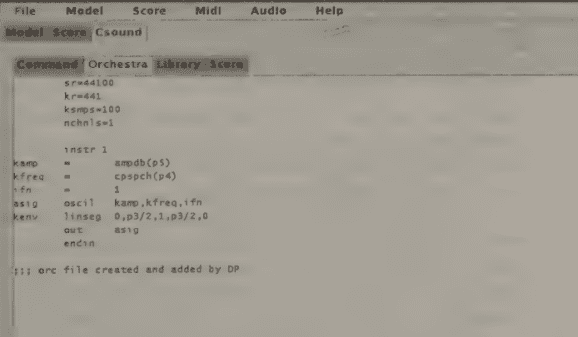 File Model Score Midi Audio Help
Model Score Csound
Command Orchestra Library Score
sr=44100
kr=441
ksmps=100
nchnls=1
instr 1
kamp = ampdb(p5)
kfreq = cpspch(p4)
ifn = 1
asig oscil kamp,kfreq,ifn
kenv linseg 0,p3/2,1,p3/2,0
out asig
endin
;;; orc file created and added by DP